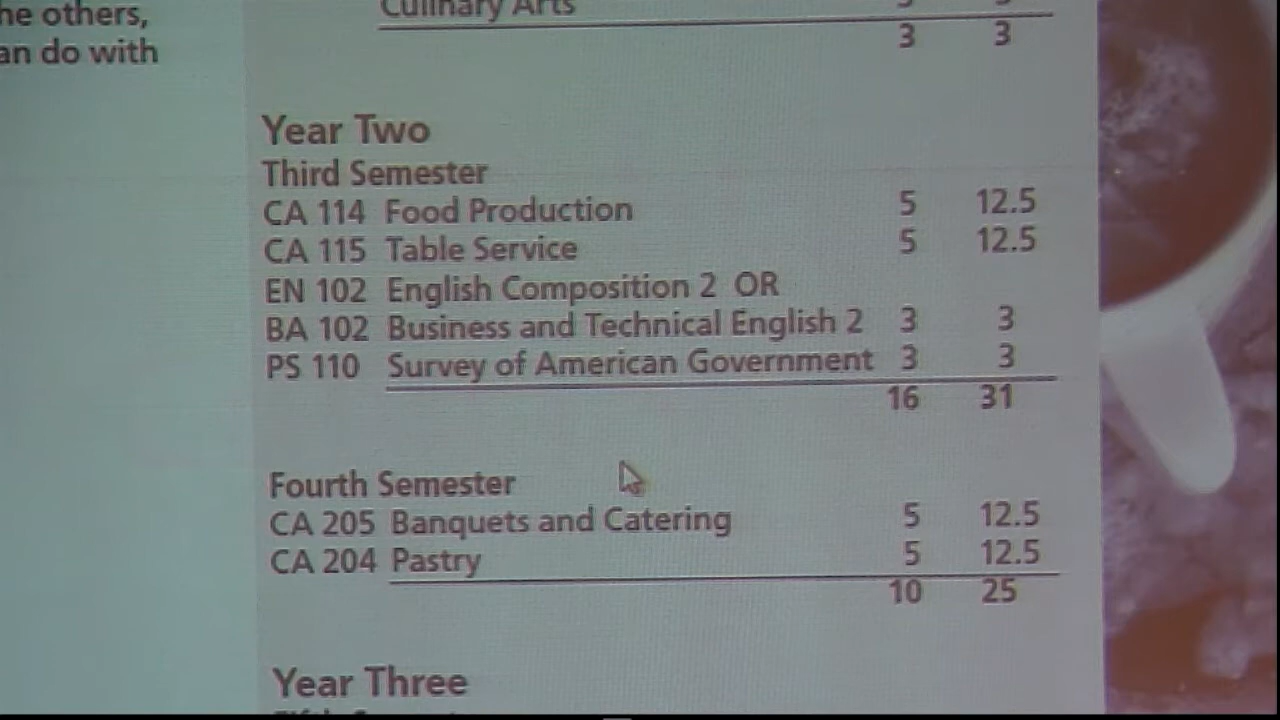 he others,
an do with
Culinary Arts
3 3
Year Two
Third Semester
CA 114 Food Production 5 12.5
CA 115 Table Service 5 12.5
EN 102 English Composition 2 OR
BA 102 Business and Technical English 2 3 3
PS 110 Survey of American Government 3 3
16 31
Fourth Semester
CA 205 Banquets and Catering 5 12.5
CA 204 Pastry 5 12.5
10 25
Year Three